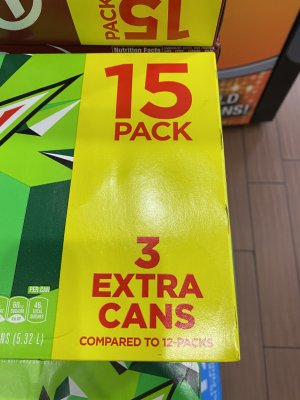 15
PACK
Nutrition Facts
15
PACK
3
EXTRA
CANS
COMPARED TO 12-PACKS
PER CAN
NS (5.32 L)